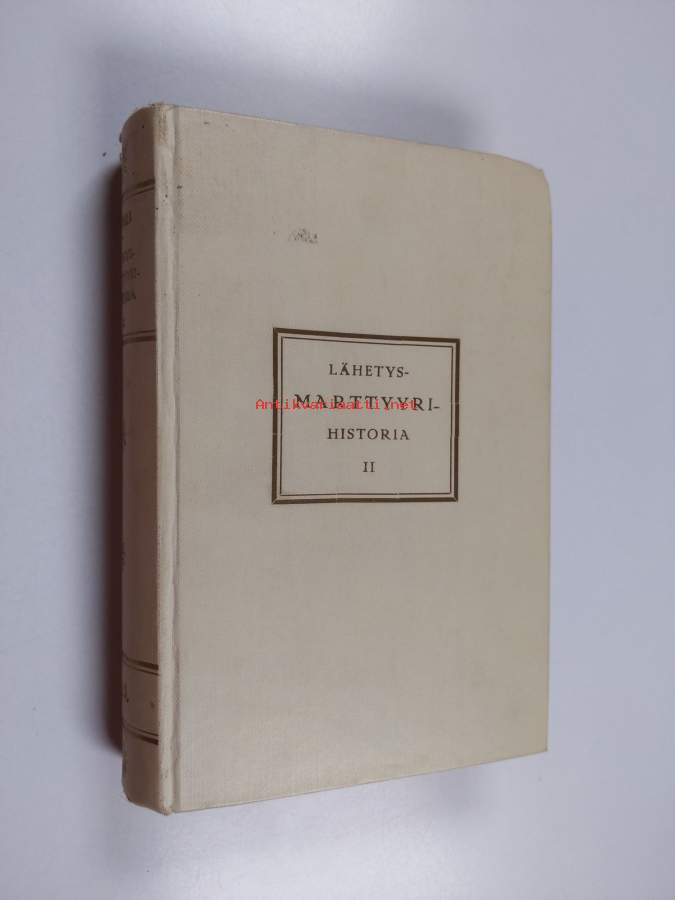 LÄHETYS-
MARTTYYRI-
HISTORIA
II
Antikvariaatti.net